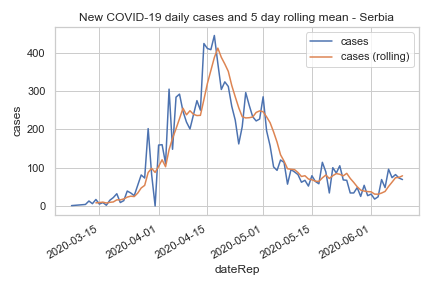 New COVID-19 daily cases and 5 day rolling mean - Serbia
cases
cases (rolling)
400
300
200
100
0
cases
2020-03-15
2020-04-01
2020-04-15
2020-05-01
2020-05-15
2020-06-01
dateRep